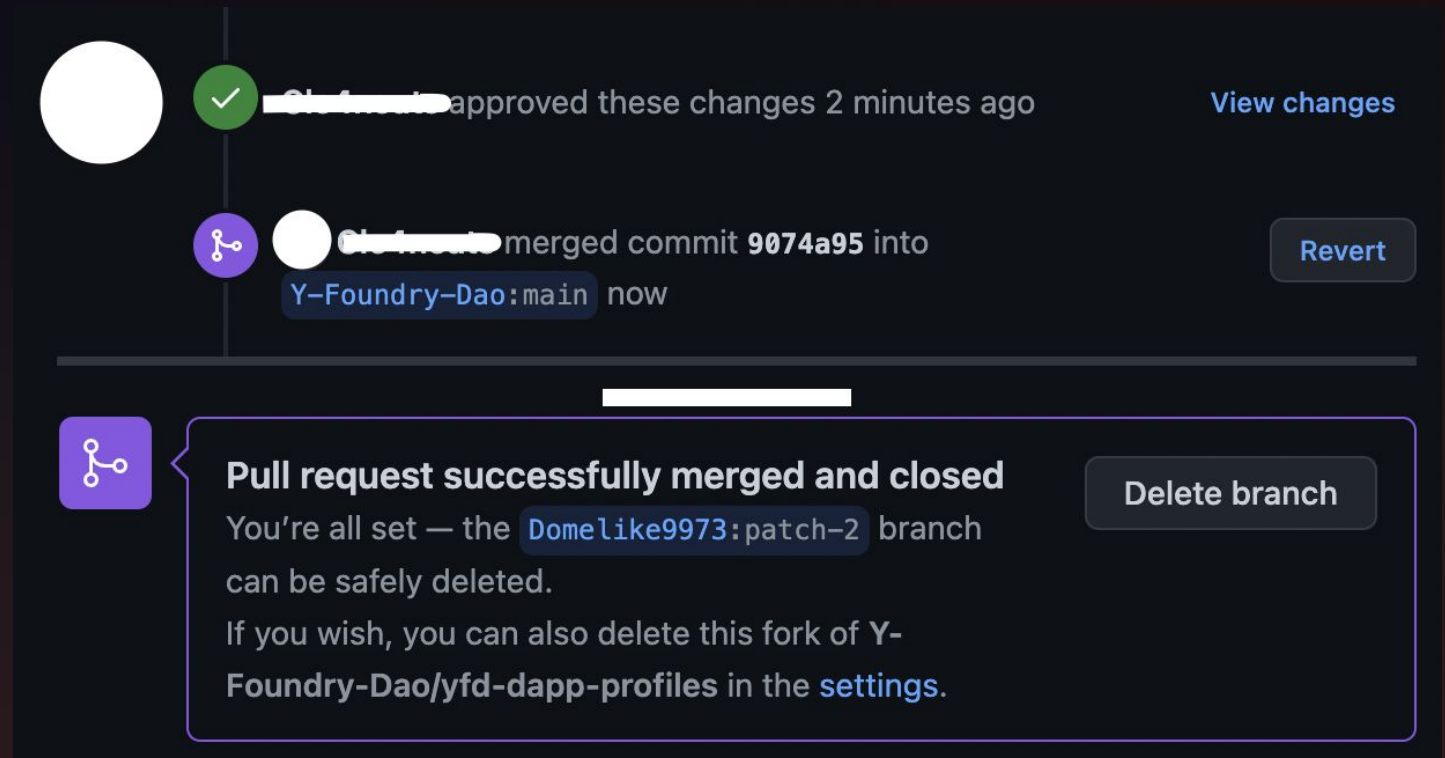 approved these changes 2 minutes ago
View changes
merged commit 9074a95 into
Revert
Y-Foundry-Dao:main now
Pull request successfully merged and closed
Delete branch
You’re all set — the Domelike9973:patch-2 branch
can be safely deleted.
If you wish, you can also delete this fork of Y-
Foundry-Dao/yfd-dapp-profiles in the settings.